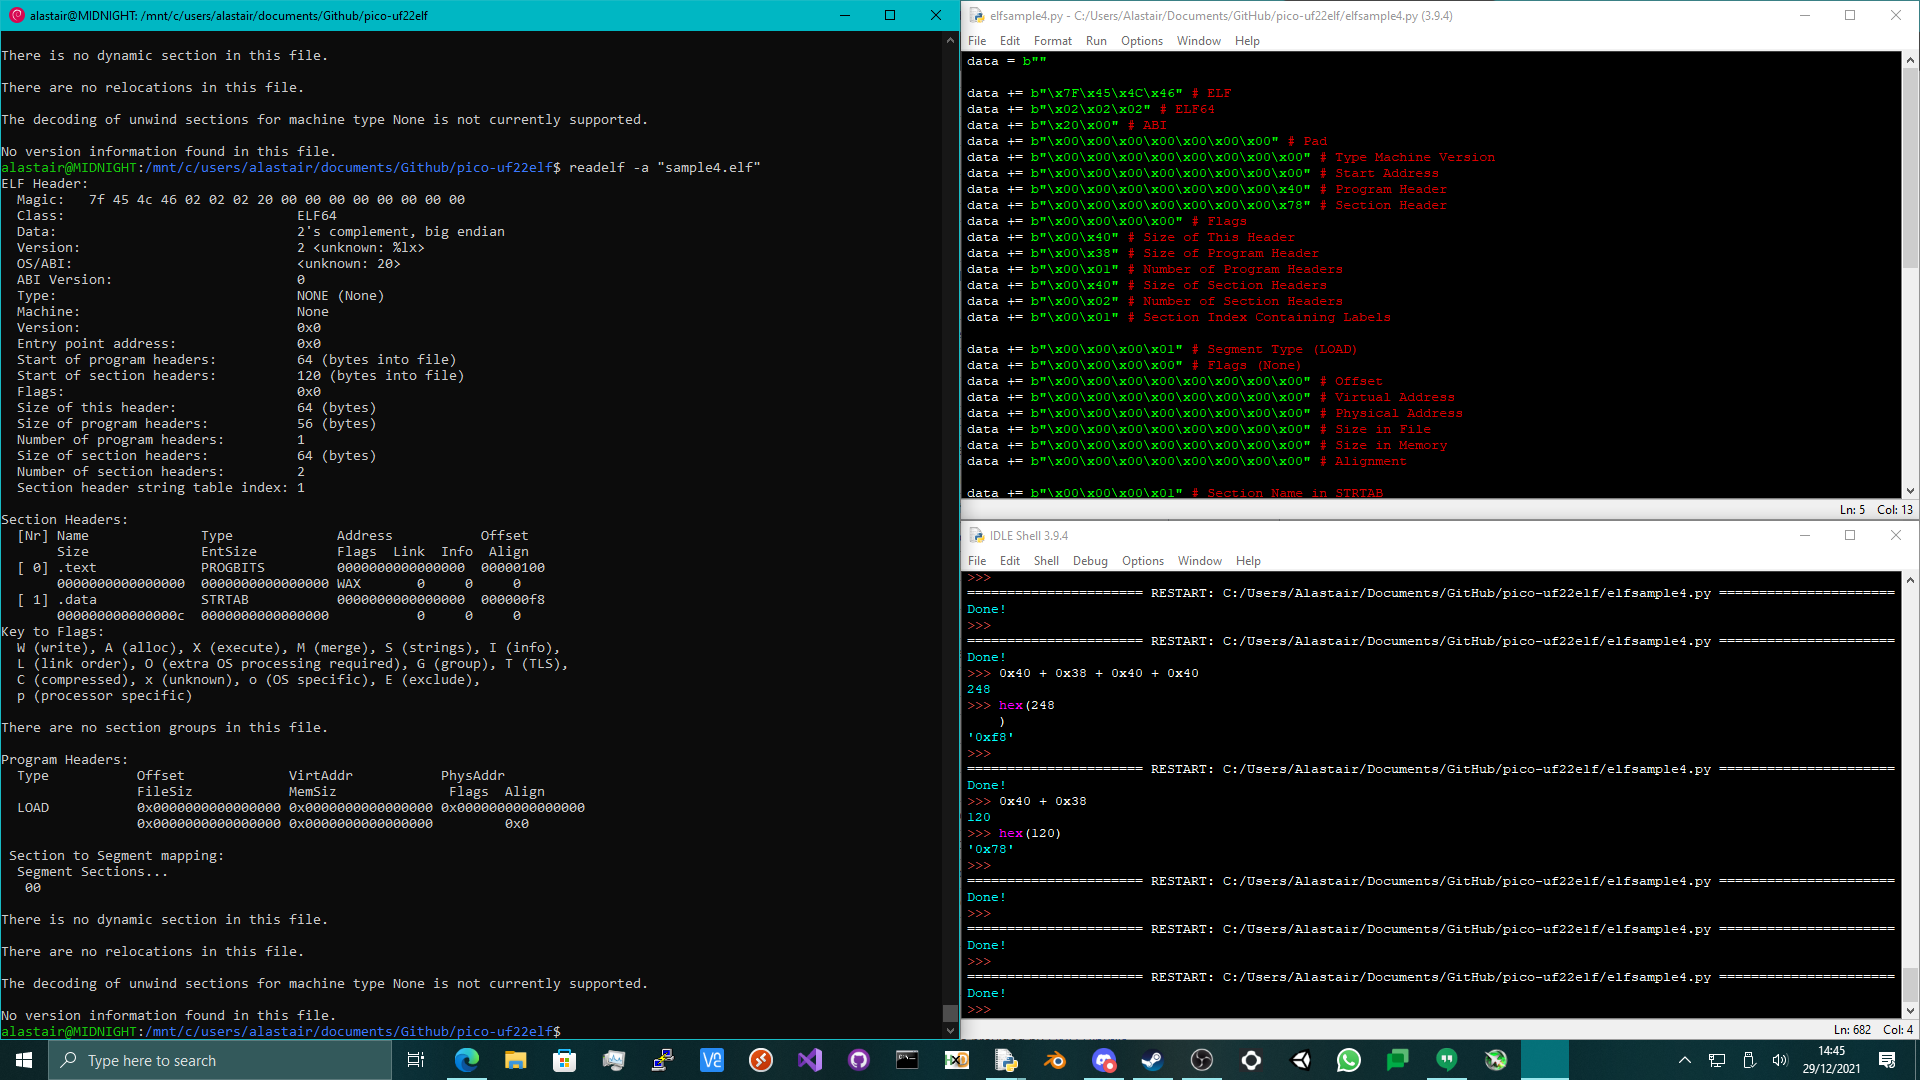 alastair@MIDNIGHT: /mnt/c/users/alastair/documents/Github/pico-uf22elf
There is no dynamic section in this file.
There are no relocations in this file.
The decoding of unwind sections for machine type None is not currently supported.
No version information found in this file.
alastair@MIDNIGHT:/mnt/c/users/alastair/documents/Github/pico-uf22elf$ readelf -a "sample4.elf"
ELF Header:
Magic: 7f 45 4c 46 02 02 02 20 00 00 00 00 00 00 00 00
Class: ELF64
Data: 2's complement, big endian
Version: 2 <unknown: %lx>
OS/ABI: <unknown: 20>
ABI Version: 0
Type: NONE (None)
Machine: None
Version: 0x0
Entry point address: 0x0
Start of program headers: 64 (bytes into file)
Start of section headers: 120 (bytes into file)
Flags: 0x0
Size of this header: 64 (bytes)
Size of program headers: 56 (bytes)
Number of program headers: 1
Size of section headers: 64 (bytes)
Number of section headers: 2
Section header string table index: 1
Section Headers:
[Nr] Name Type Address Offset
Size EntSize Flags Link Info Align
[ 0] .text PROGBITS 0000000000000000 00000100
0000000000000000 0000000000000000 WAX 0 0 0
[ 1] .data STRTAB 0000000000000000 000000f8
000000000000000c 0000000000000000 0 0 0
Key to Flags:
W (write), A (alloc), X (execute), M (merge), S (strings), I (info),
L (link order), O (extra OS processing required), G (group), T (TLS),
C (compressed), x (unknown), o (OS specific), E (exclude),
p (processor specific)
There are no section groups in this file.
Program Headers:
Type Offset VirtAddr PhysAddr
FileSiz MemSiz Flags Align
LOAD 0x0000000000000000 0x0000000000000000 0x0000000000000000
0x0000000000000000 0x0000000000000000 0x0
Section to Segment mapping:
Segment Sections...
00
There is no dynamic section in this file.
There are no relocations in this file.
The decoding of unwind sections for machine type None is not currently supported.
No version information found in this file.
alastair@MIDNIGHT:/mnt/c/users/alastair/documents/Github/pico-uf22elf$
elfsample4.py - C:/Users/Alastair/Documents/GitHub/pico-uf22elf/elfsample4.py (3.9.4)
File Edit Format Run Options Window Help
data = b""
data += b"\x7F\x45\x4C\x46" # ELF
data += b"\x02\x02\x02" # ELF64
data += b"\x20\x00" # ABI
data += b"\x00\x00\x00\x00\x00\x00\x00" # Pad
data += b"\x00\x00\x00\x00\x00\x00\x00\x00" # Type Machine Version
data += b"\x00\x00\x00\x00\x00\x00\x00\x00" # Start Address
data += b"\x00\x00\x00\x00\x00\x00\x00\x40" # Program Header
data += b"\x00\x00\x00\x00\x00\x00\x00\x78" # Section Header
data += b"\x00\x00\x00\x00" # Flags
data += b"\x00\x40" # Size of This Header
data += b"\x00\x38" # Size of Program Header
data += b"\x00\x01" # Number of Program Headers
data += b"\x00\x40" # Size of Section Headers
data += b"\x00\x02" # Number of Section Headers
data += b"\x00\x01" # Section Index Containing Labels
data += b"\x00\x00\x00\x01" # Segment Type (LOAD)
data += b"\x00\x00\x00\x00" # Flags (None)
data += b"\x00\x00\x00\x00\x00\x00\x00\x00" # Offset
data += b"\x00\x00\x00\x00\x00\x00\x00\x00" # Virtual Address
data += b"\x00\x00\x00\x00\x00\x00\x00\x00" # Physical Address
data += b"\x00\x00\x00\x00\x00\x00\x00\x00" # Size in File
data += b"\x00\x00\x00\x00\x00\x00\x00\x00" # Size in Memory
data += b"\x00\x00\x00\x00\x00\x00\x00\x00" # Alignment
data += b"\x00\x00\x00\x01" # Section Name in STRTAB
Ln: 5 Col: 13
IDLE Shell 3.9.4
File Edit Shell Debug Options Window Help
>>>
====================== RESTART: C:/Users/Alastair/Documents/GitHub/pico-uf22elf/elfsample4.py ======================
Done!
>>>
====================== RESTART: C:/Users/Alastair/Documents/GitHub/pico-uf22elf/elfsample4.py ======================
Done!
>>> 0x40 + 0x38 + 0x40 + 0x40
248
>>> hex(248
)
'0xf8'
>>>
====================== RESTART: C:/Users/Alastair/Documents/GitHub/pico-uf22elf/elfsample4.py ======================
Done!
>>> 0x40 + 0x38
120
>>> hex(120)
'0x78'
>>>
====================== RESTART: C:/Users/Alastair/Documents/GitHub/pico-uf22elf/elfsample4.py ======================
Done!
>>>
====================== RESTART: C:/Users/Alastair/Documents/GitHub/pico-uf22elf/elfsample4.py ======================
Done!
>>>
====================== RESTART: C:/Users/Alastair/Documents/GitHub/pico-uf22elf/elfsample4.py ======================
Done!
>>>
Ln: 682 Col: 4
Type here to search
14:45
29/12/2021